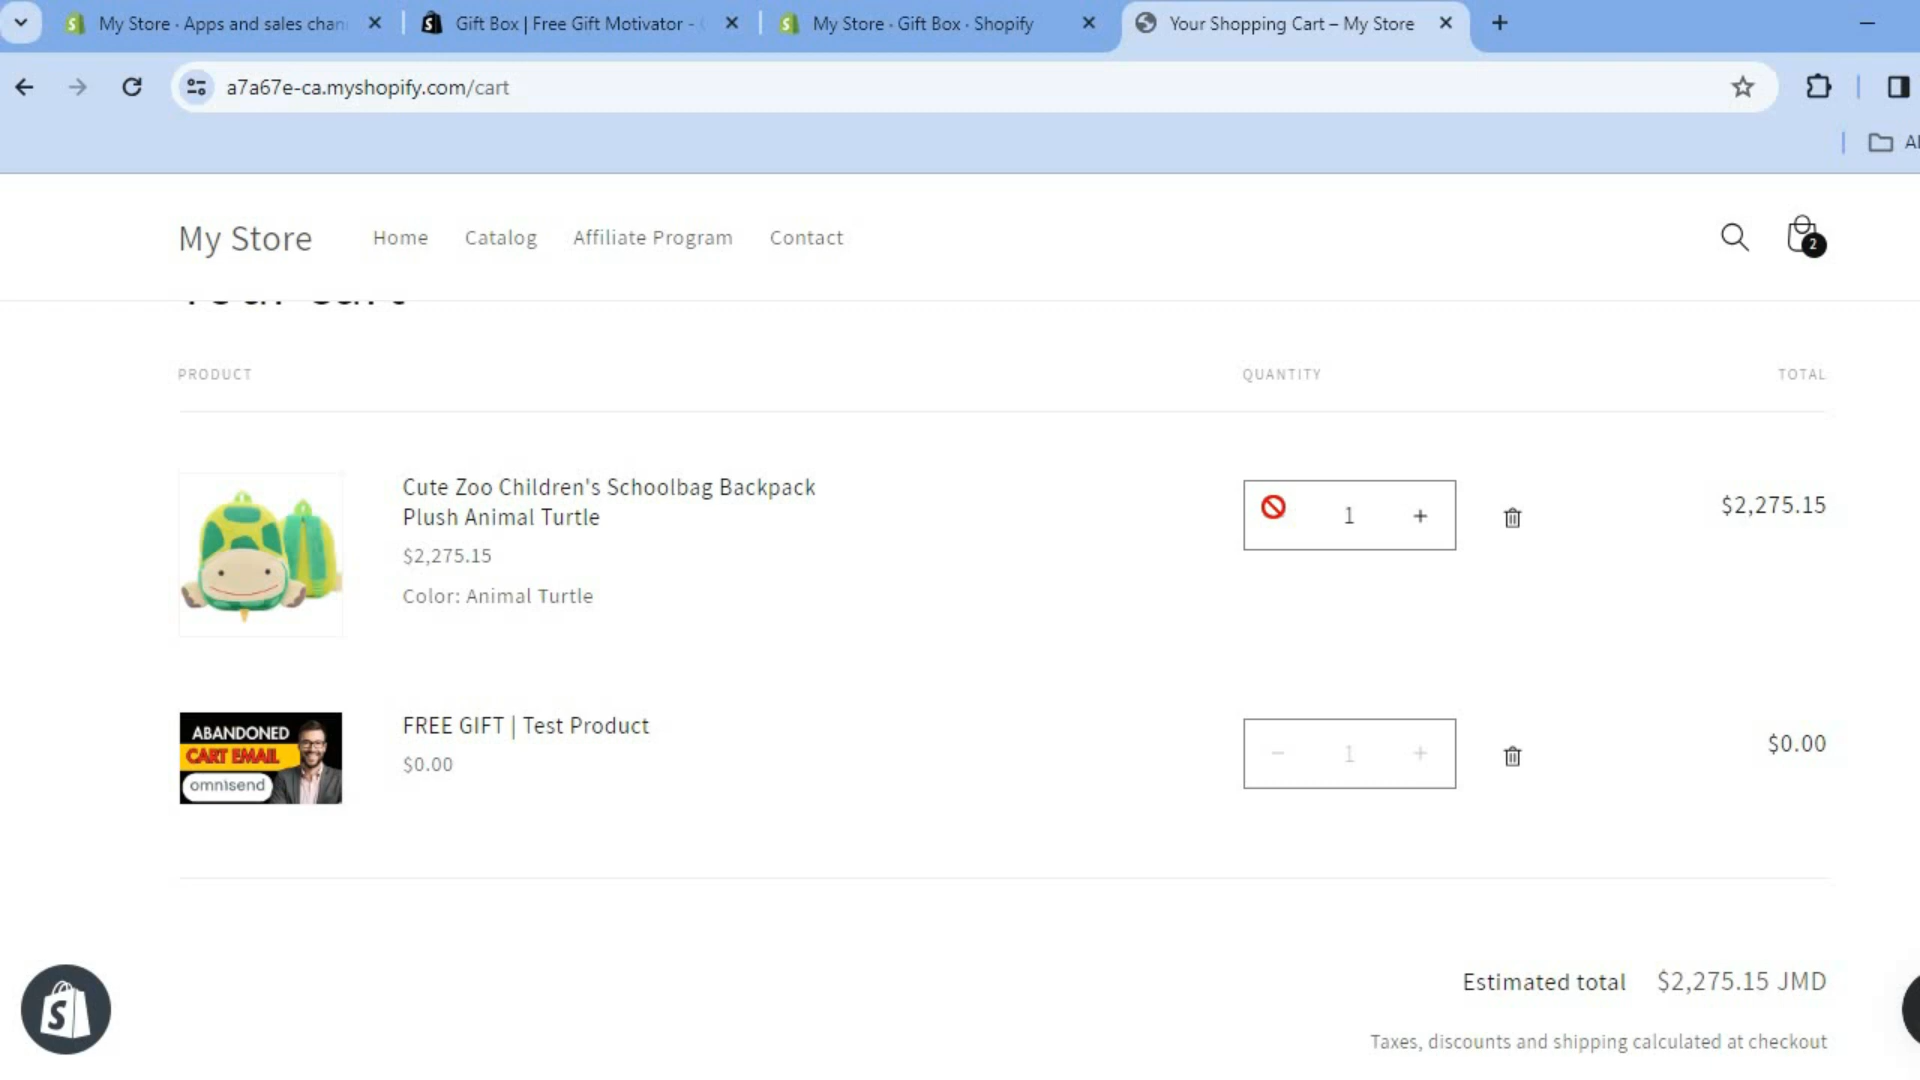 My Store · Apps and sales chan
Gift Box | Free Gift Motivator -
My Store · Gift Box · Shopify
Your Shopping Cart – My Store
a7a67e-ca.myshopify.com/cart
My Store
Home
Catalog
Affiliate Program
Contact
2
Your cart
PRODUCT
QUANTITY
TOTAL
Cute Zoo Children's Schoolbag Backpack
Plush Animal Turtle
$2,275.15
Color: Animal Turtle
1
+
$2,275.15
ABANDONED
CART EMAIL
omnisend
FREE GIFT | Test Product
$0.00
−
1
+
$0.00
Estimated total
$2,275.15 JMD
Taxes, discounts and shipping calculated at checkout